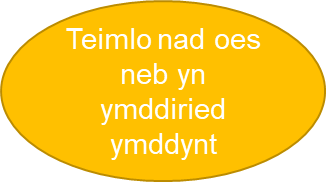 Teimlo nad oes
neb yn
ymddiried
ymddynt